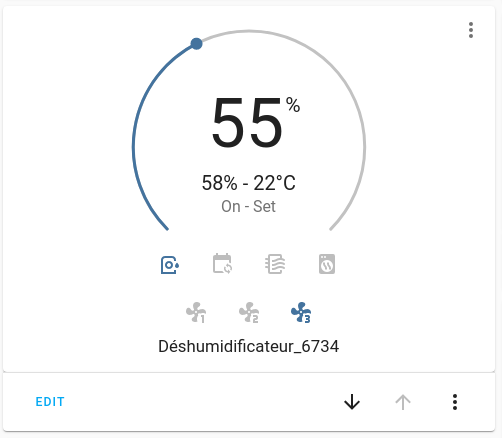 55%
58% - 22°C
On - Set
1 2 3
Déshumidificateur_6734
EDIT